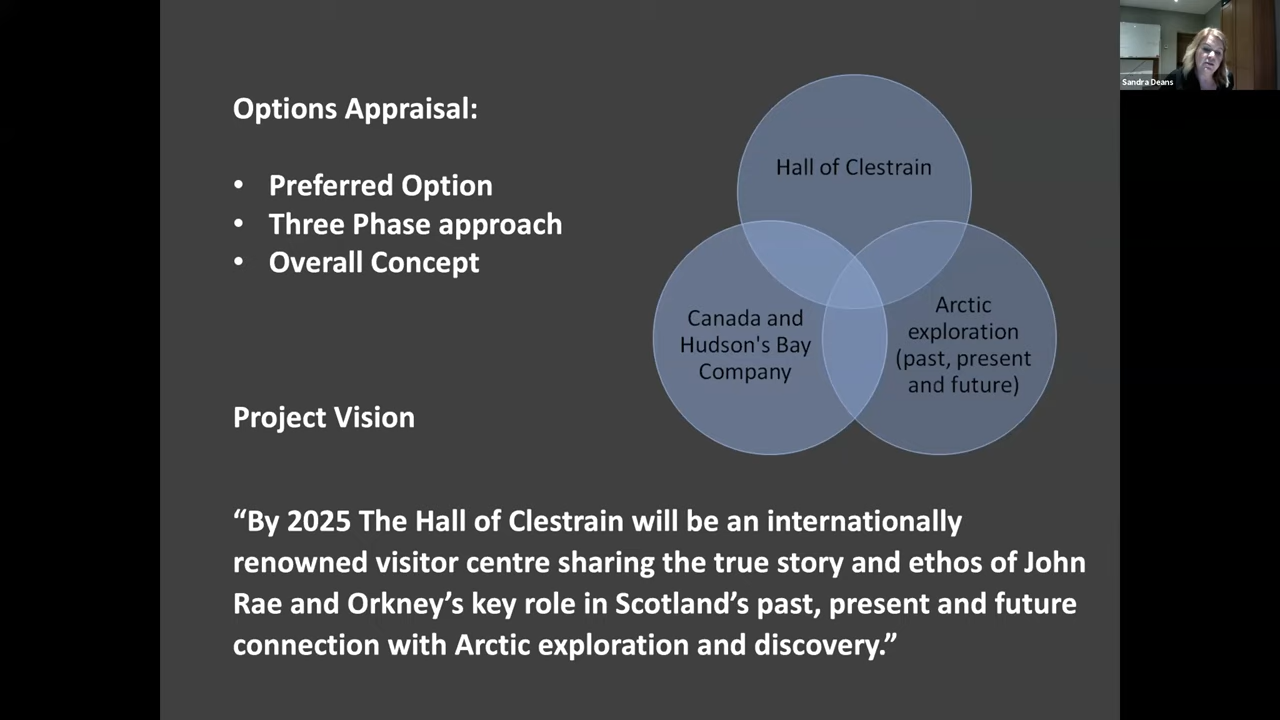 Options Appraisal:
• Preferred Option
• Three Phase approach
• Overall Concept
Hall of Clestrain
Canada and
Hudson's Bay
Company
Arctic
exploration
(past, present
and future)
Project Vision
“By 2025 The Hall of Clestrain will be an internationally
renowned visitor centre sharing the true story and ethos of John
Rae and Orkney’s key role in Scotland’s past, present and future
connection with Arctic exploration and discovery.”
Sandra Deans